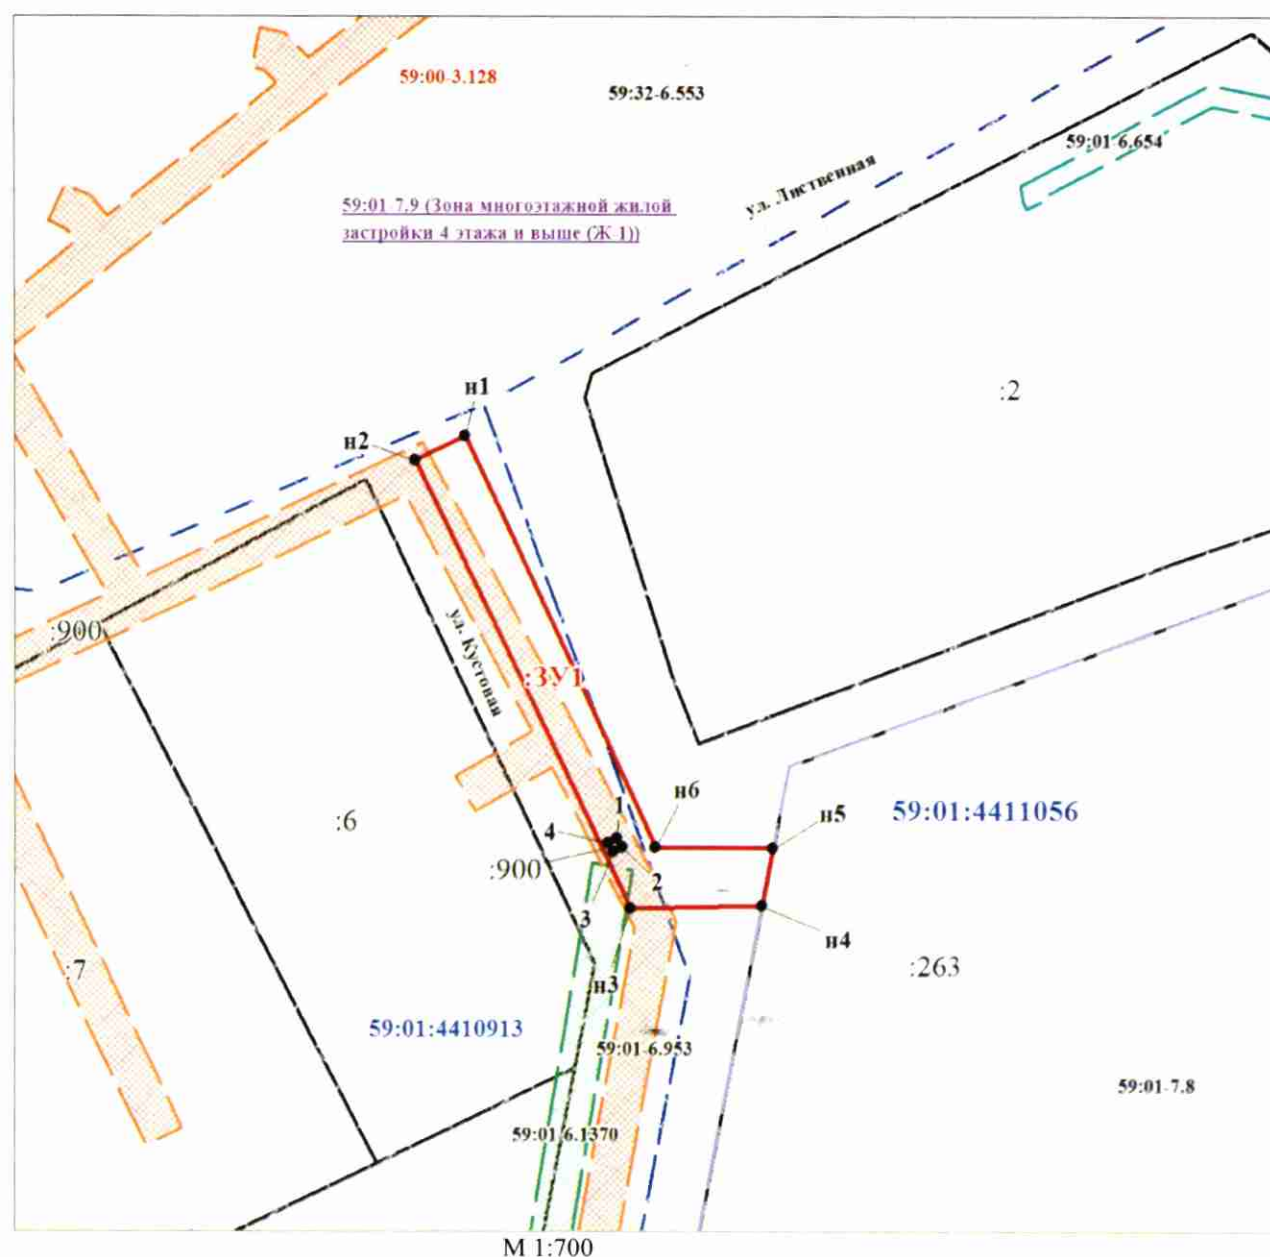 59:00-3.128
59:32-6.553
59:01-6.654
ул. Лиственная
59:01-7.9 (Зона многоэтажной жилой
застройки 4 этажа и выше (Ж-1))
:2
н1
н2
:900
ул. Кустовая
:ЗУ1
:6
1
н6
н5
59:01:4411056
4
:900
2
3
н4
:7
н3
:263
59:01:4410913
59:01-6.953
59:01-7.8
59:01-6.1370
М 1:700